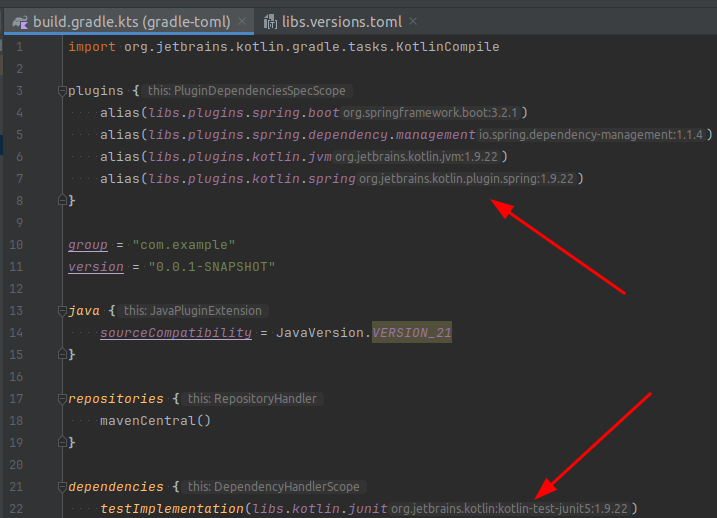 build.gradle.kts (gradle-toml) libs.versions.toml
1 import org.jetbrains.kotlin.gradle.tasks.KotlinCompile
2
3 plugins { this: PluginDependenciesSpecScope
4 alias(libs.plugins.spring.boot org.springframework.boot:3.2.1 )
5 alias(libs.plugins.spring.dependency.management io.spring.dependency-management:1.1.4 )
6 alias(libs.plugins.kotlin.jvm org.jetbrains.kotlin.jvm:1.9.22 )
7 alias(libs.plugins.kotlin.spring org.jetbrains.kotlin.plugin.spring:1.9.22 )
8 }
9
10 group = "com.example"
11 version = "0.0.1-SNAPSHOT"
12
13 java { this: JavaPluginExtension
14 sourceCompatibility = JavaVersion.VERSION_21
15 }
16
17 repositories { this: RepositoryHandler
18 mavenCentral()
19 }
20
21 dependencies { this: DependencyHandlerScope
22 testImplementation(libs.kotlin.junit org.jetbrains.kotlin:kotlin-test-junit5:1.9.22 )